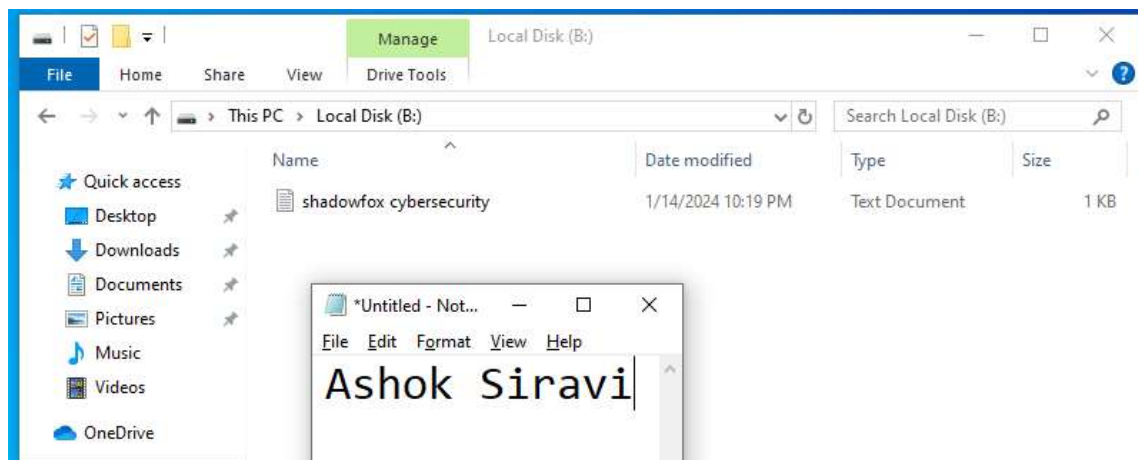 Manage Local Disk (B:)
File Home Share View Drive Tools
This PC > Local Disk (B:) Search Local Disk (B:)
Name Date modified Type Size
Quick access
shadowfox cybersecurity 1/14/2024 10:19 PM Text Document 1 KB
Desktop
Downloads
Documents
Pictures
Music
Videos
OneDrive
*Untitled - Not...
File Edit Format View Help
Ashok Siravi